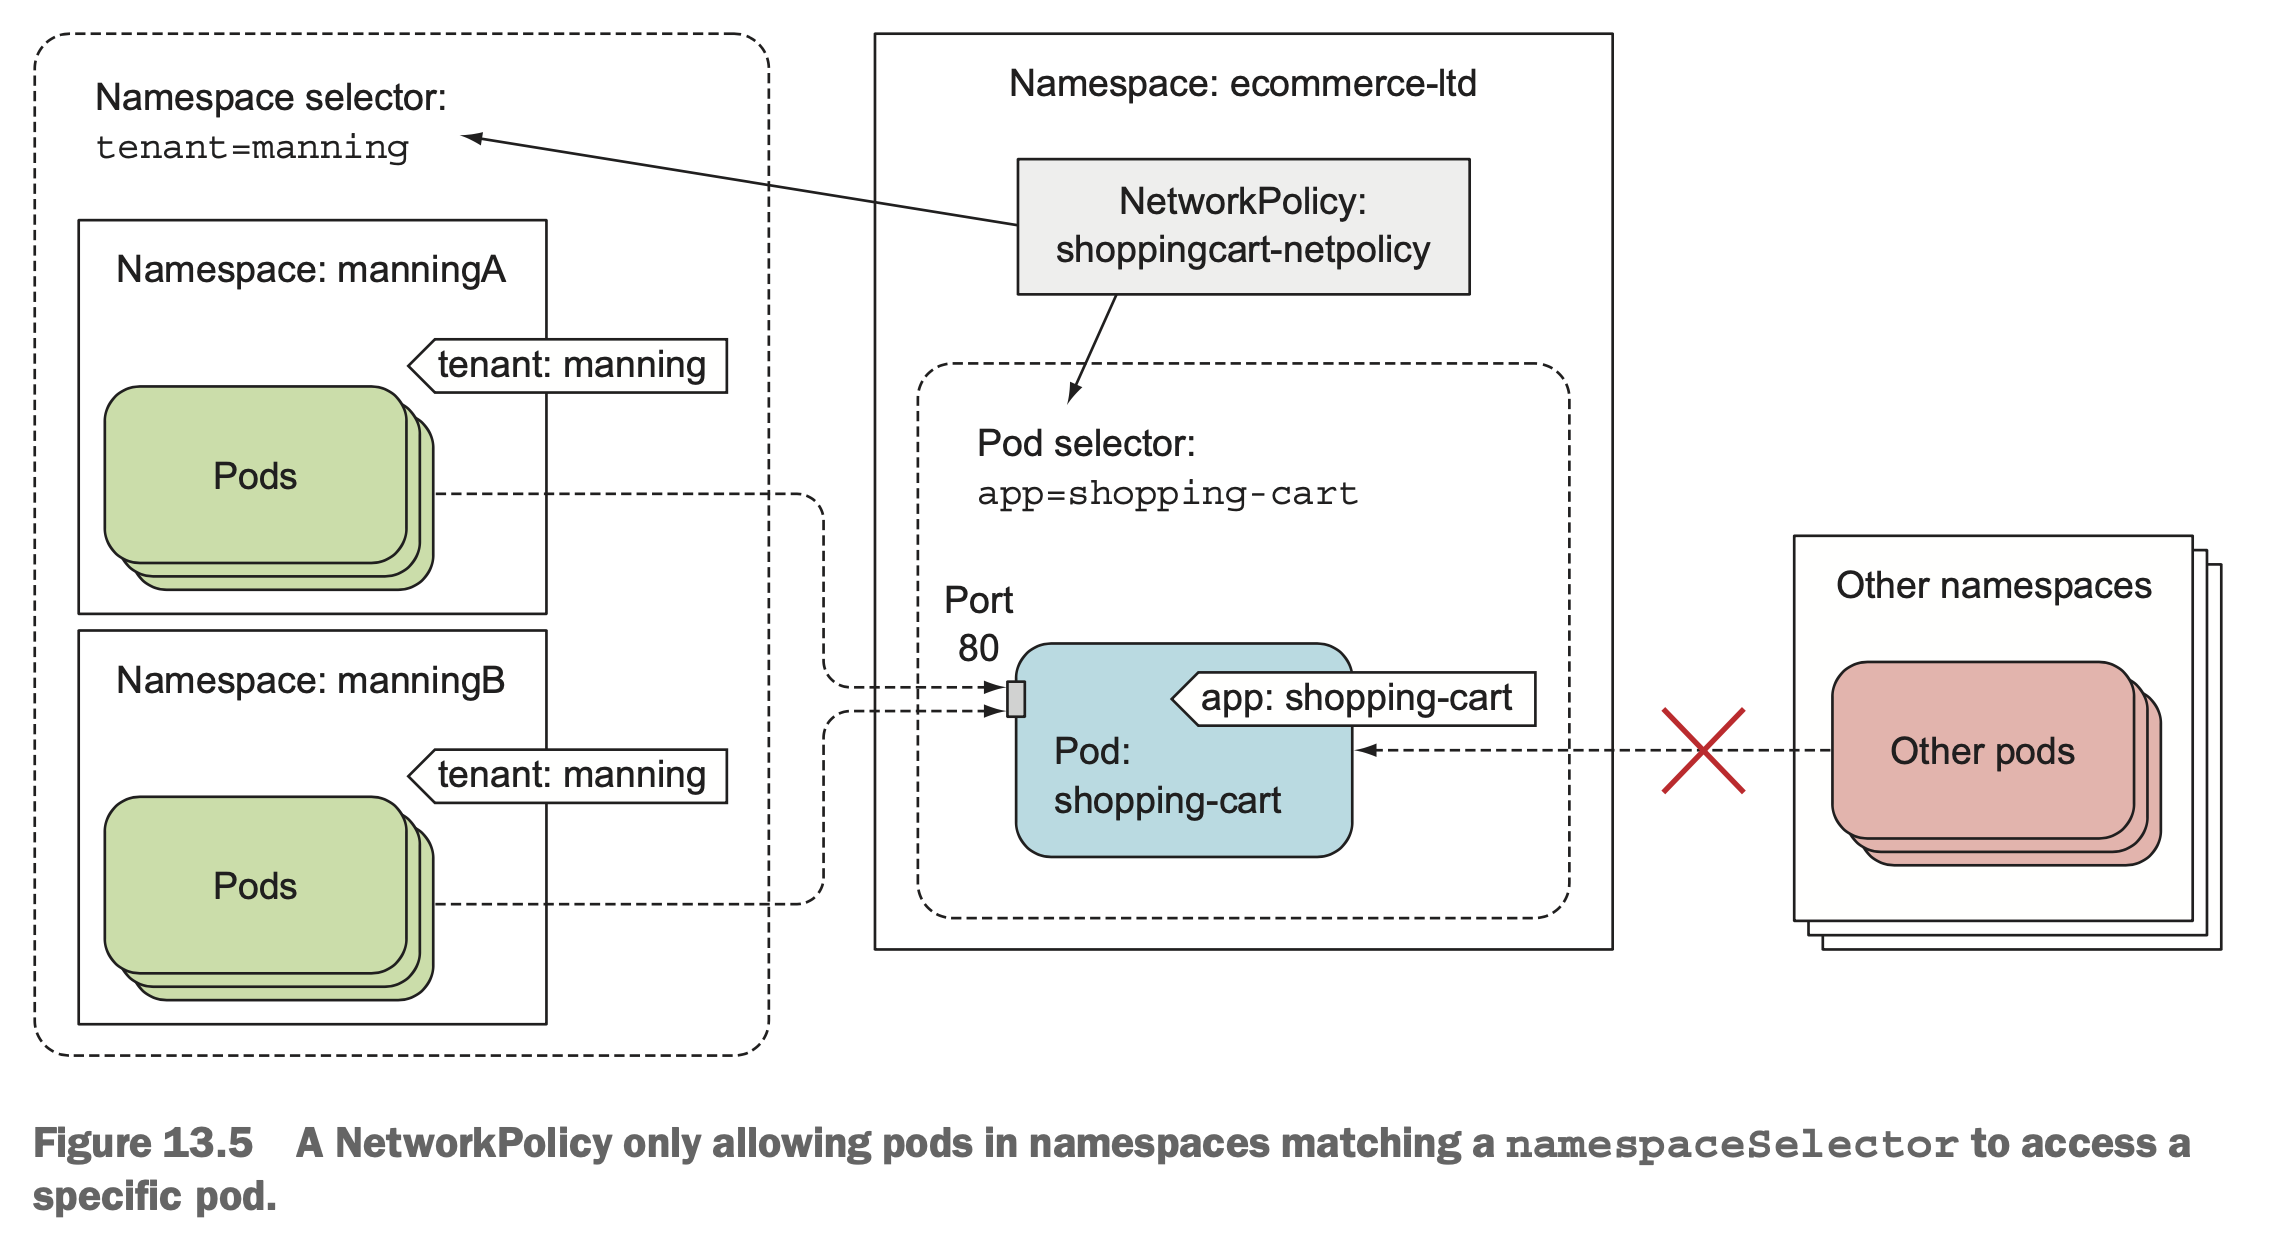 Namespace selector:
tenant=manning
Namespace: manningA
tenant: manning
Pods
Namespace: manningB
tenant: manning
Pods
Namespace: ecommerce-ltd
NetworkPolicy:
shoppingcart-netpolicy
Pod selector:
app=shopping-cart
Port
80
app: shopping-cart
Pod:
shopping-cart
Other namespaces
Other pods
Figure 13.5 A NetworkPolicy only allowing pods in namespaces matching a namespaceSelector to access a
specific pod.